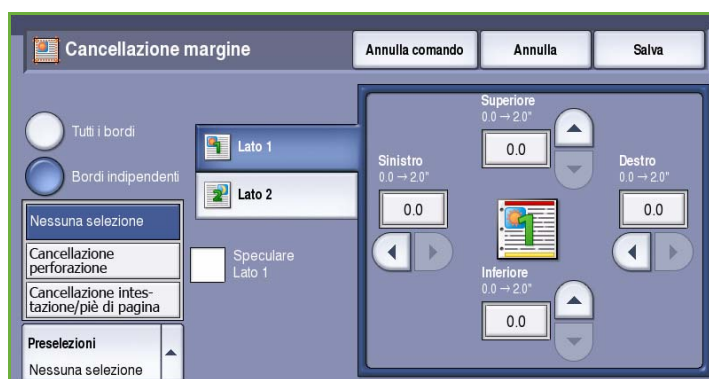 Cancellazione margine
Annulla comando
Annulla
Salva
Tutti i bordi
Bordi indipendenti
Nessuna selezione
Cancellazione
perforazione
Cancellazione intes-
tazione/piè di pagina
Preselezioni
Nessuna selezione
Lato 1
Lato 2
Speculare
Lato 1
Superiore
0.0 → 2.0"
0.0
Sinistro
0.0 → 2.0"
0.0
Destro
0.0 → 2.0"
0.0
Inferiore
0.0 → 2.0"
0.0